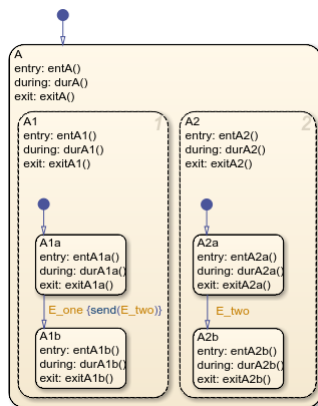 A
entry: entA()
during: durA()
exit: exitA()
A1
1
entry: entA1()
during: durA1()
exit: exitA1()
A1a
entry: entA1a()
during: durA1a()
exit: exitA1a()
E_one {send(E_two)}
A1b
entry: entA1b()
during: durA1b()
exit: exitA1b()
A2
2
entry: entA2()
during: durA2()
exit: exitA2()
A2a
entry: entA2a()
during: durA2a()
exit: exitA2a()
E_two
A2b
entry: entA2b()
during: durA2b()
exit: exitA2b()